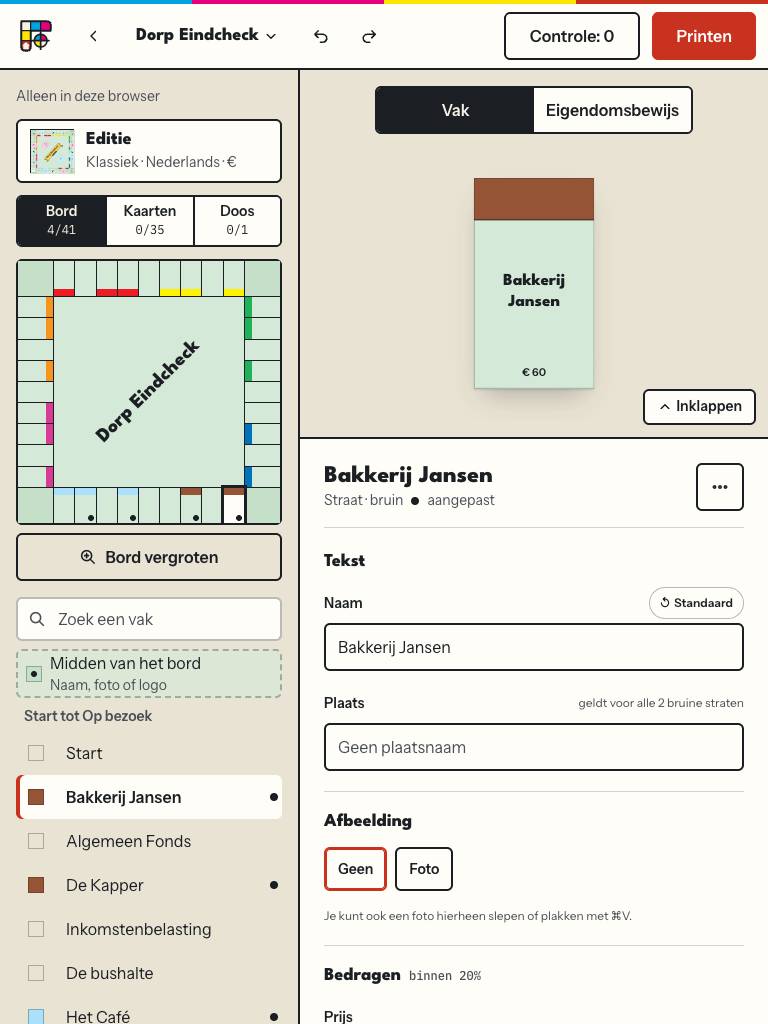 Dorp Eindcheck
Controle: 0
Printen
Alleen in deze browser
Editie
Klassiek · Nederlands · €
Bord
4/41
Kaarten
0/35
Doos
0/1
Dorp Eindcheck
Bord vergroten
Zoek een vak
Midden van het bord
Naam, foto of logo
Start tot Op bezoek
Start
Bakkerij Jansen
Algemeen Fonds
De Kapper
Inkomstenbelasting
De bushalte
Het Café
Vak
Eigendomsbewijs
Bakkerij
Jansen
€ 60
Inklappen
Bakkerij Jansen
Straat · bruin ● aangepast
Tekst
Naam
Standaard
Bakkerij Jansen
Plaats
geldt voor alle 2 bruine straten
Geen plaatsnaam
Afbeelding
Geen
Foto
Je kunt ook een foto hierheen slepen of plakken met ⌘V.
Bedragen binnen 20%
Prijs